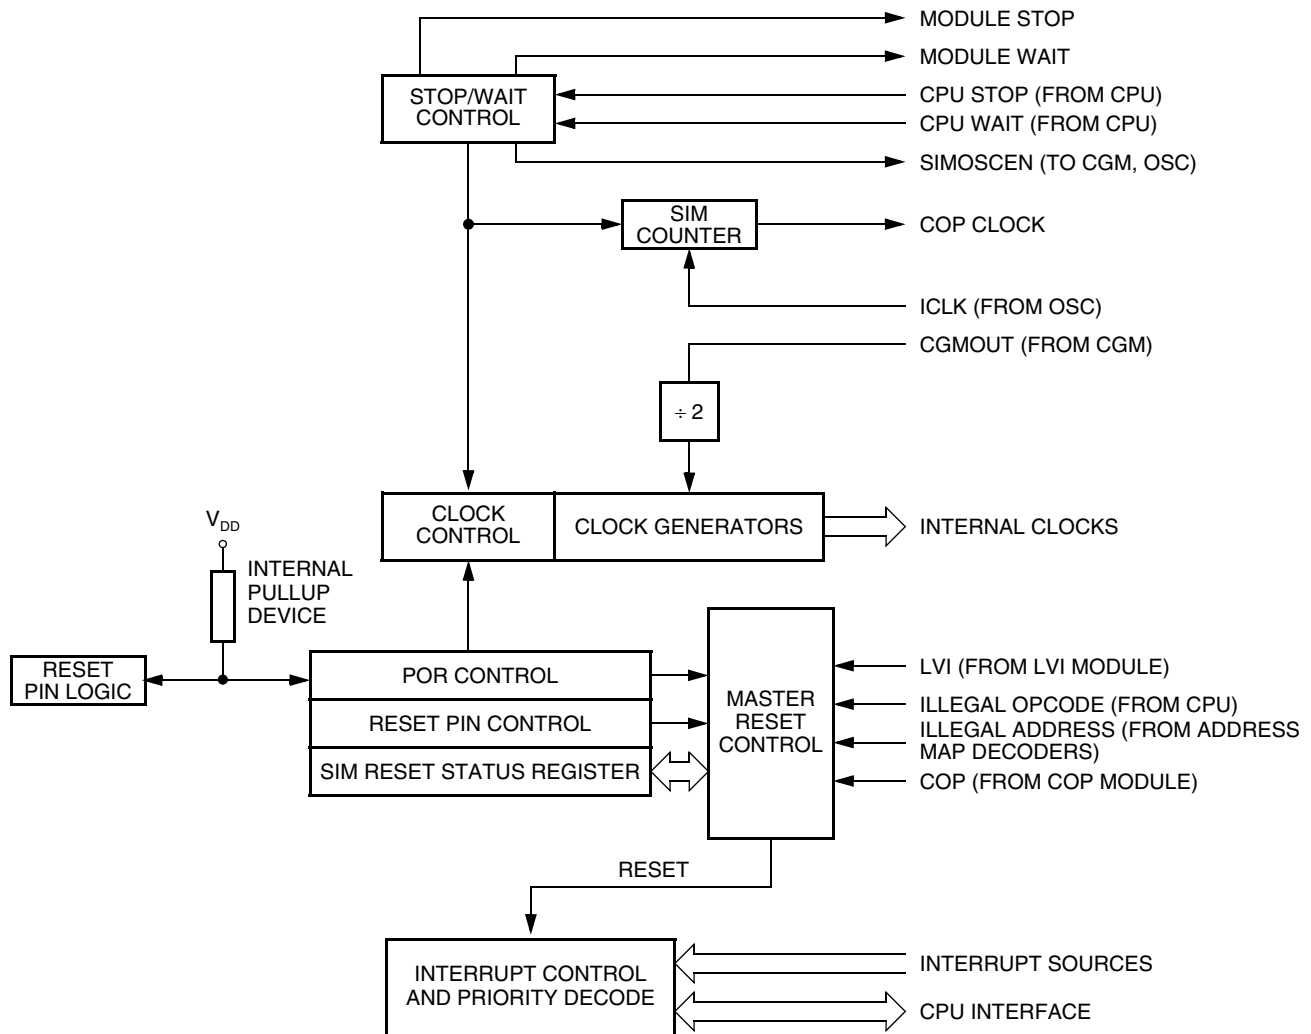 MODULE STOP
MODULE WAIT
STOP/WAIT
CONTROL
CPU STOP (FROM CPU)
CPU WAIT (FROM CPU)
SIMOSCEN (TO CGM, OSC)
SIM
COUNTER
COP CLOCK
ICLK (FROM OSC)
CGMOUT (FROM CGM)
÷ 2
CLOCK
CONTROL
CLOCK GENERATORS
INTERNAL CLOCKS
VDD
INTERNAL
PULLUP
DEVICE
RESET
PIN LOGIC
POR CONTROL
RESET PIN CONTROL
SIM RESET STATUS REGISTER
MASTER
RESET
CONTROL
LVI (FROM LVI MODULE)
ILLEGAL OPCODE (FROM CPU)
ILLEGAL ADDRESS (FROM ADDRESS
MAP DECODERS)
COP (FROM COP MODULE)
RESET
INTERRUPT CONTROL
AND PRIORITY DECODE
INTERRUPT SOURCES
CPU INTERFACE